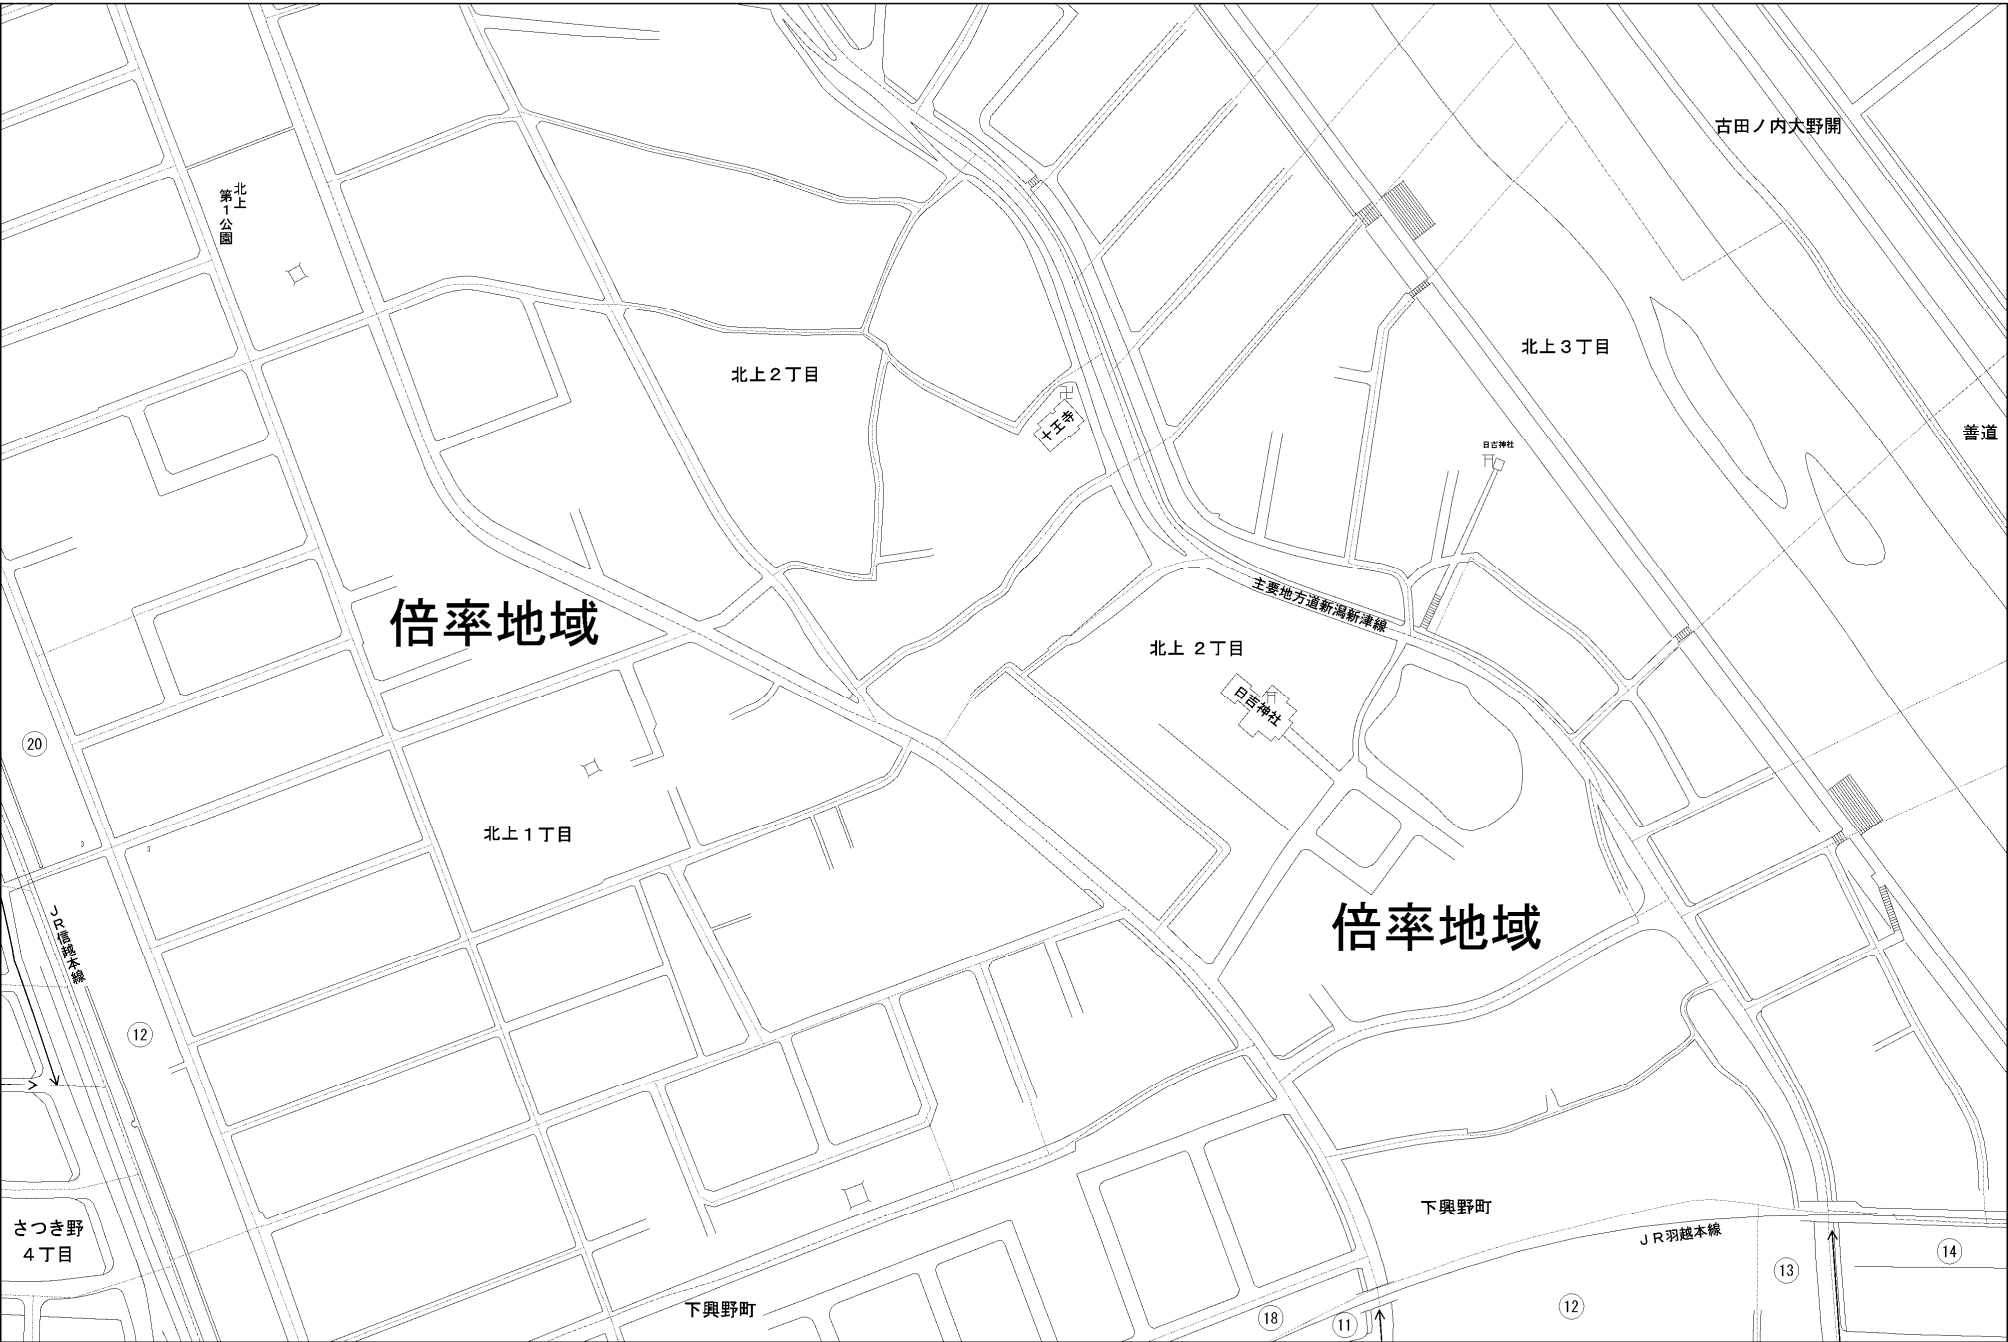 古田ノ内大野開
北上
第1公園
北上3丁目
北上2丁目
十王寺
善道
日吉神社
主要地方道新潟新津線
倍率地域
北上 2丁目
日吉神社
20
北上1丁目
3
3
JR信越本線
倍率地域
12
さつき野
4丁目
下興野町
JR羽越本線
14
13
下興野町
12
18
11